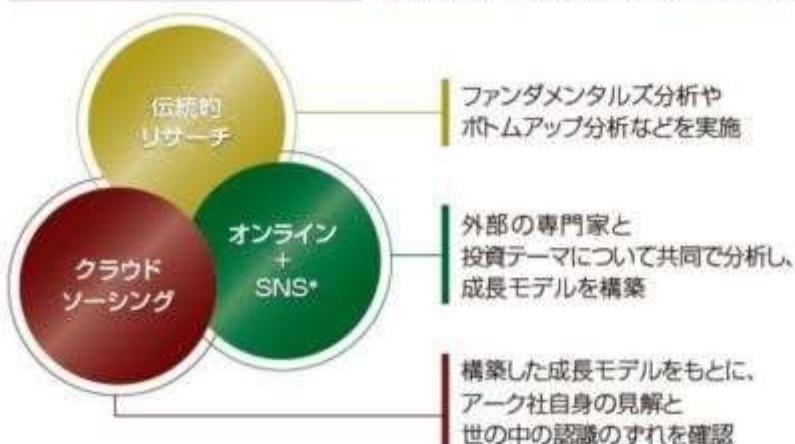 伝統的
リサーチ
ファンダメンタルズ分析や
ボトムアップ分析などを実施
オンライン
+
SNS*
外部の専門家と
投資テーマについて共同で分析し、
成長モデルを構築
クラウド
ソーシング
構築した成長モデルをもとに、
アーク社自身の見解と
世の中の認識のずれを確認